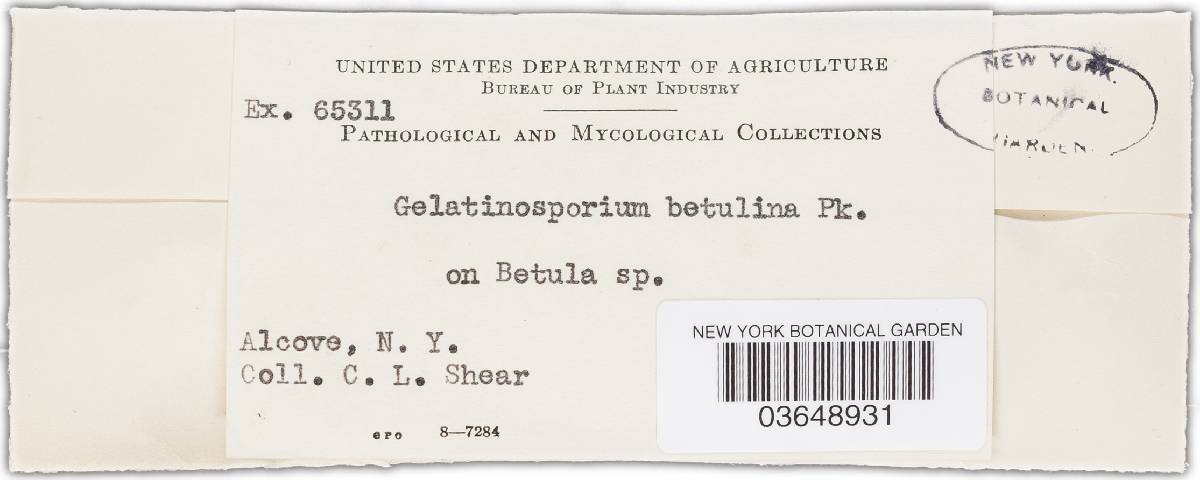 UNITED STATES DEPARTMENT OF AGRICULTURE
BUREAU OF PLANT INDUSTRY
Ex. 65311
PATHOLOGICAL AND MYCOLOGICAL COLLECTIONS
NEW YORK
BOTANICAL
GARDEN.
Gelatinosporium betulina Pk.
on Betula sp.
Alcove, N. Y.
Coll. C. L. Shear
GPO 8—7284
NEW YORK BOTANICAL GARDEN
03648931